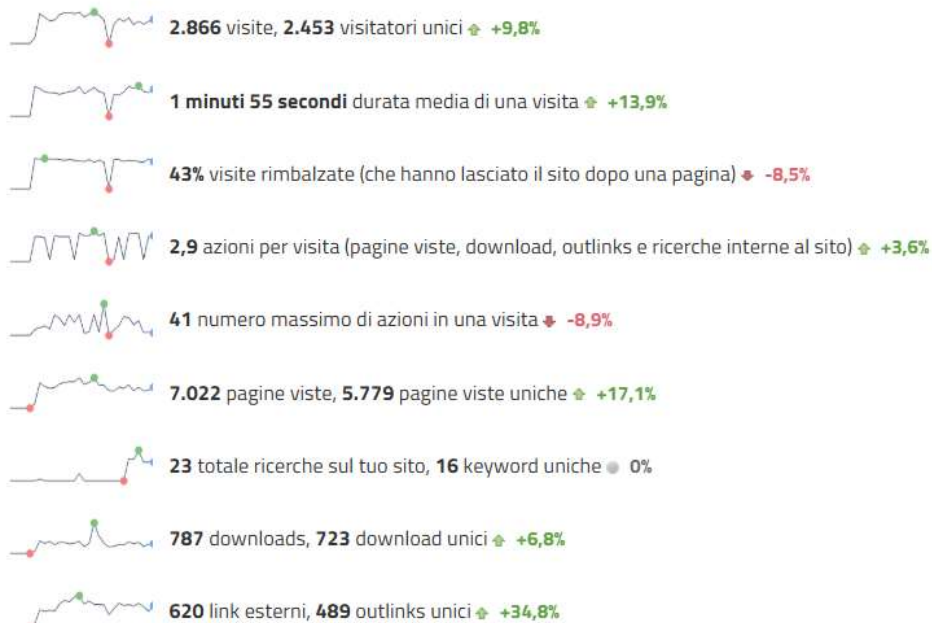 2.866 visite, 2.453 visitatori unici +9,8%
1 minuti 55 secondi durata media di una visita +13,9%
43% visite rimbalzate (che hanno lasciato il sito dopo una pagina) -8,5%
2,9 azioni per visita (pagine viste, download, outlinks e ricerche interne al sito) +3,6%
41 numero massimo di azioni in una visita -8,9%
7.022 pagine viste, 5.779 pagine viste uniche +17,1%
23 totale ricerche sul tuo sito, 16 keyword uniche 0%
787 downloads, 723 download unici +6,8%
620 link esterni, 489 outlinks unici +34,8%